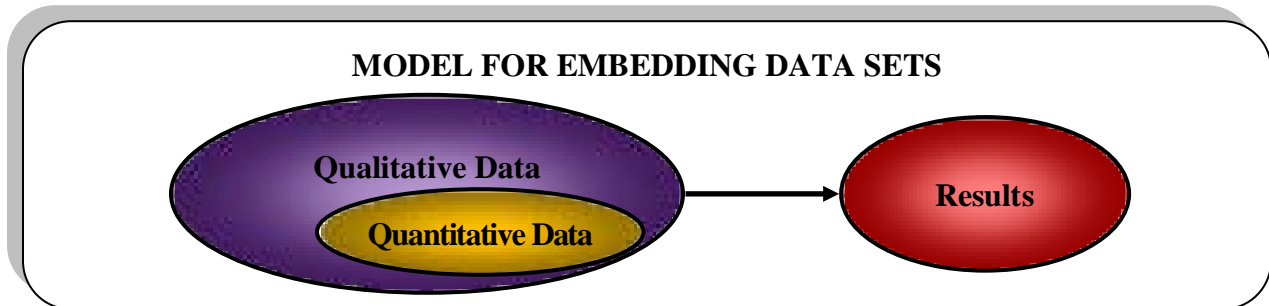 MODEL FOR EMBEDDING DATA SETS
Qualitative Data
Quantitative Data
Results